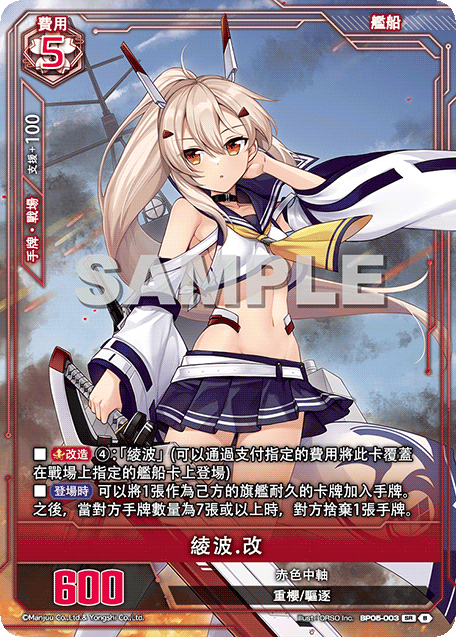 費用
5
艦船
支援+100
手牌・戰場
SAMPLE
■ 改造 ④:「綾波」(可以通過支付指定的費用將此卡覆蓋
在戰場上指定的艦船卡上登場)
■ 登場時 可以將1張作為己方的旗艦耐久的卡牌加入手牌。
之後，當對方手牌數量為7張或以上時，對方捨棄1張手牌。
綾波.改
600
赤色中軸
重櫻/驅逐
©Manjuu Co.,Ltd.& Yongshi Co.,Ltd.
Illust:TORSO Inc.
BP06-003 SR